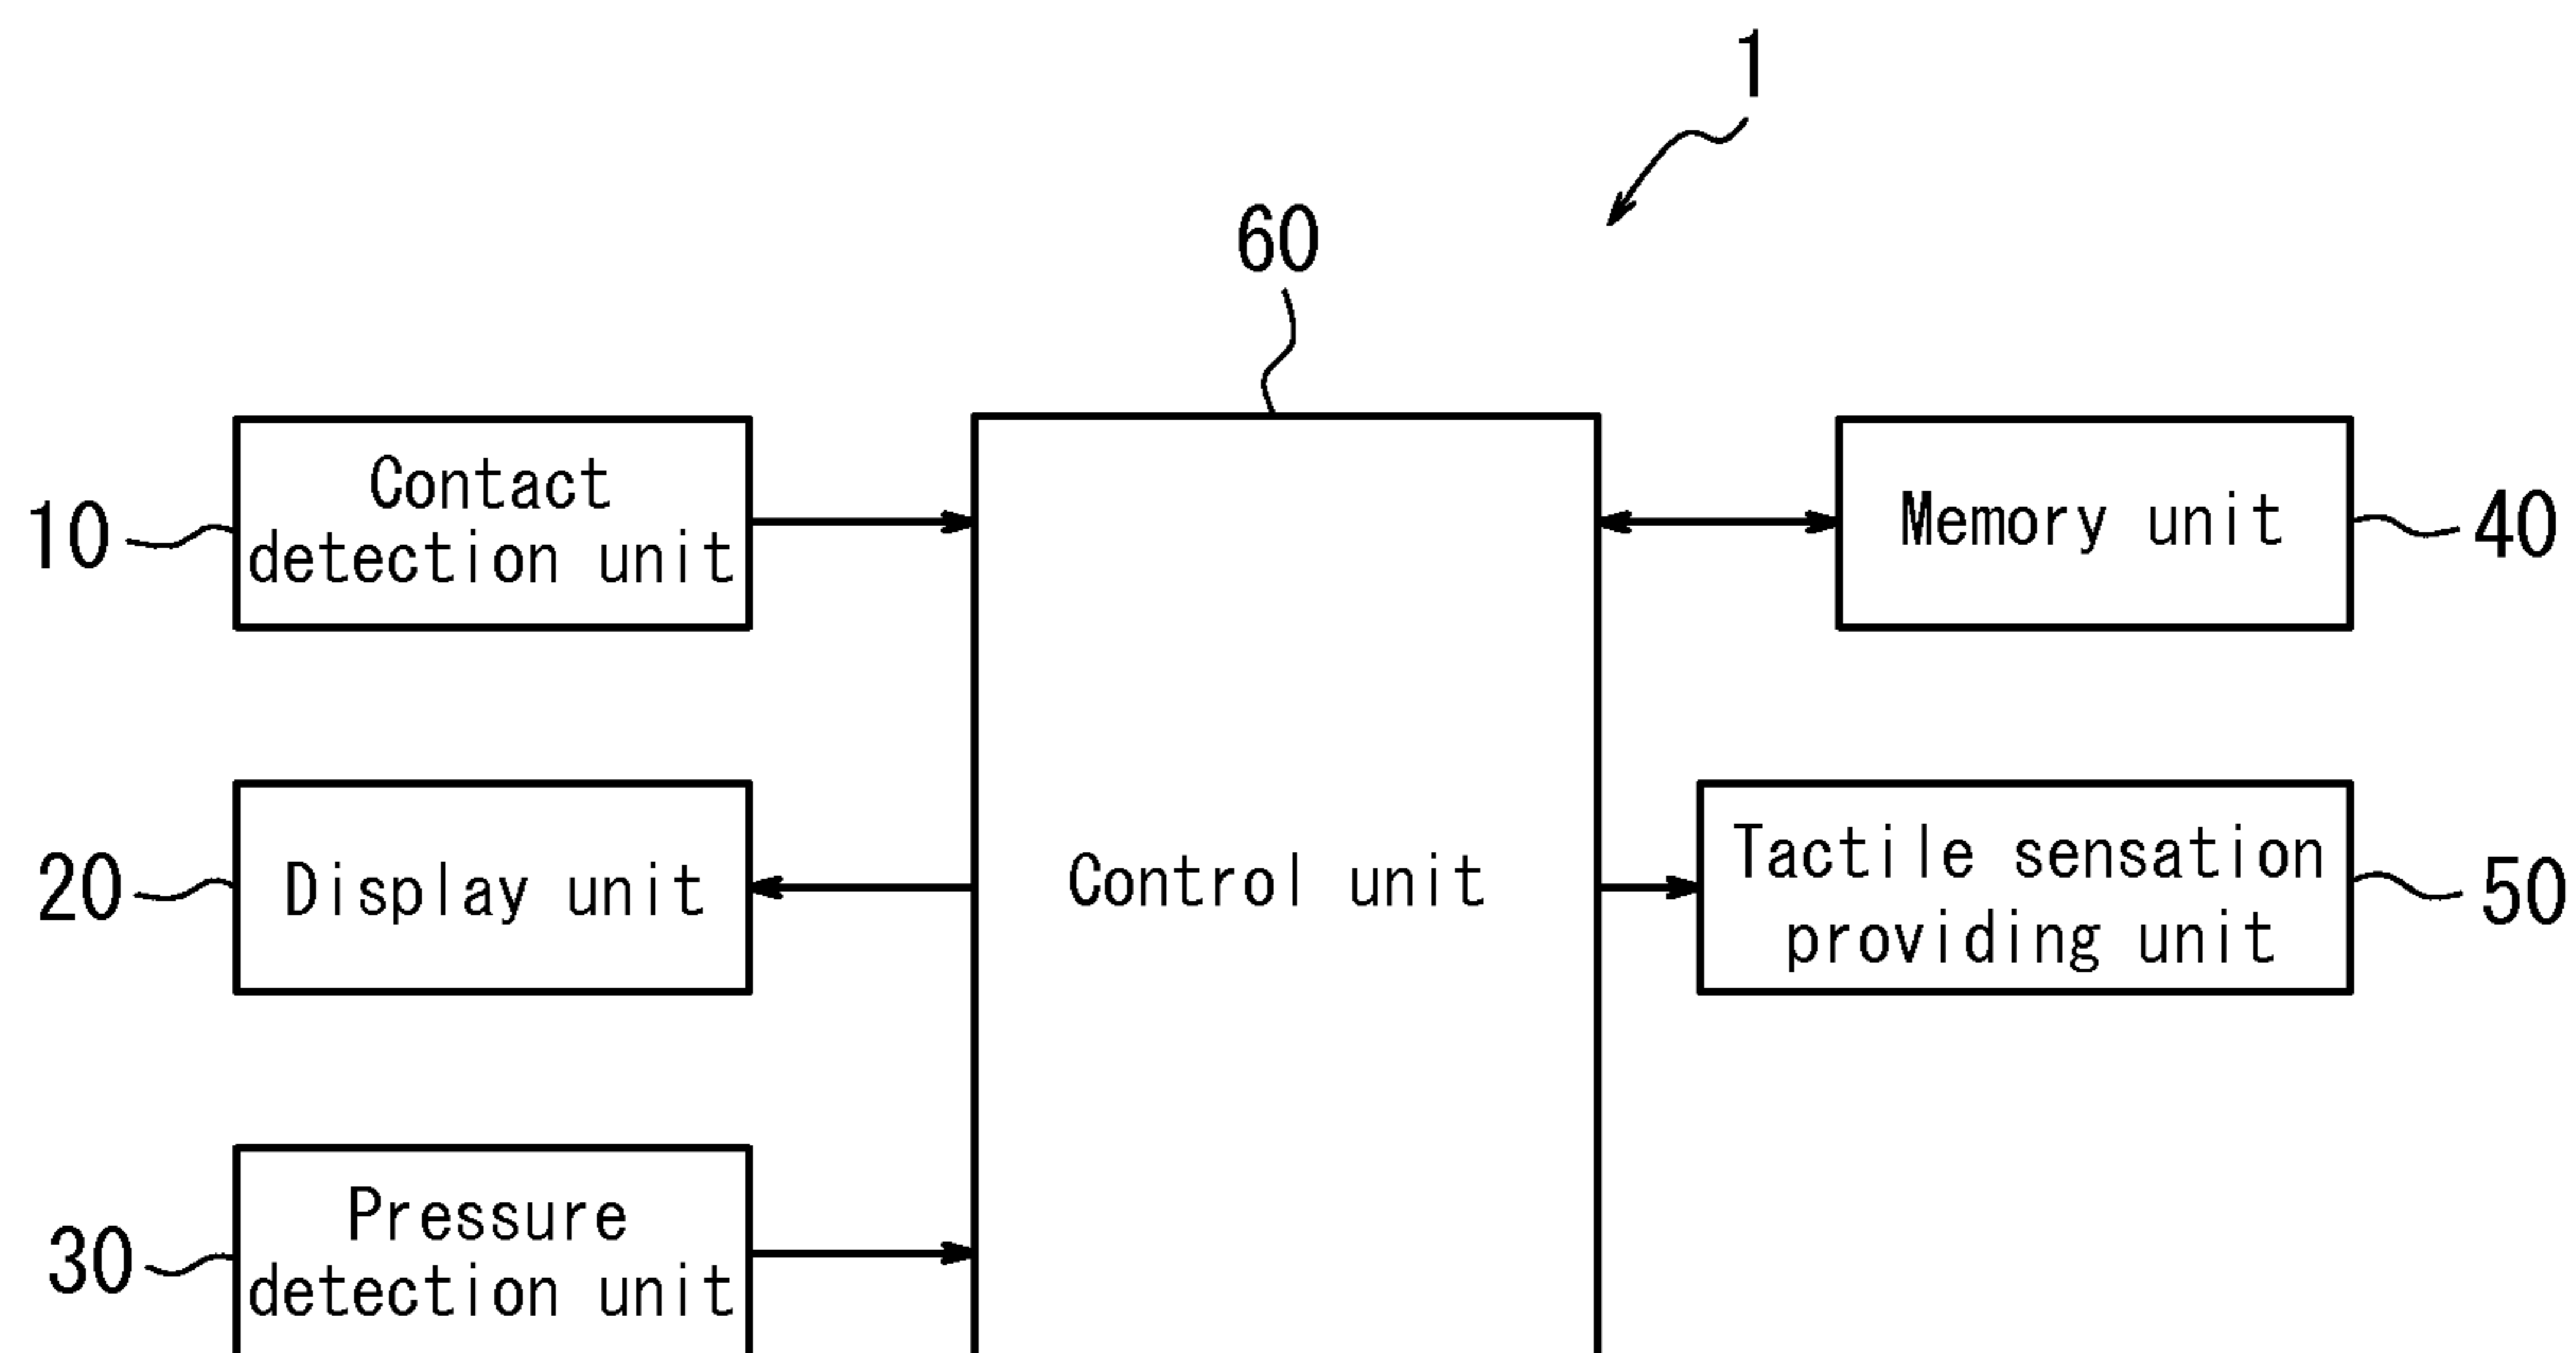 1
60
10
Contact
detection unit
Memory unit
40
20
Display unit
Control unit
Tactile sensation
providing unit
50
30
Pressure
detection unit